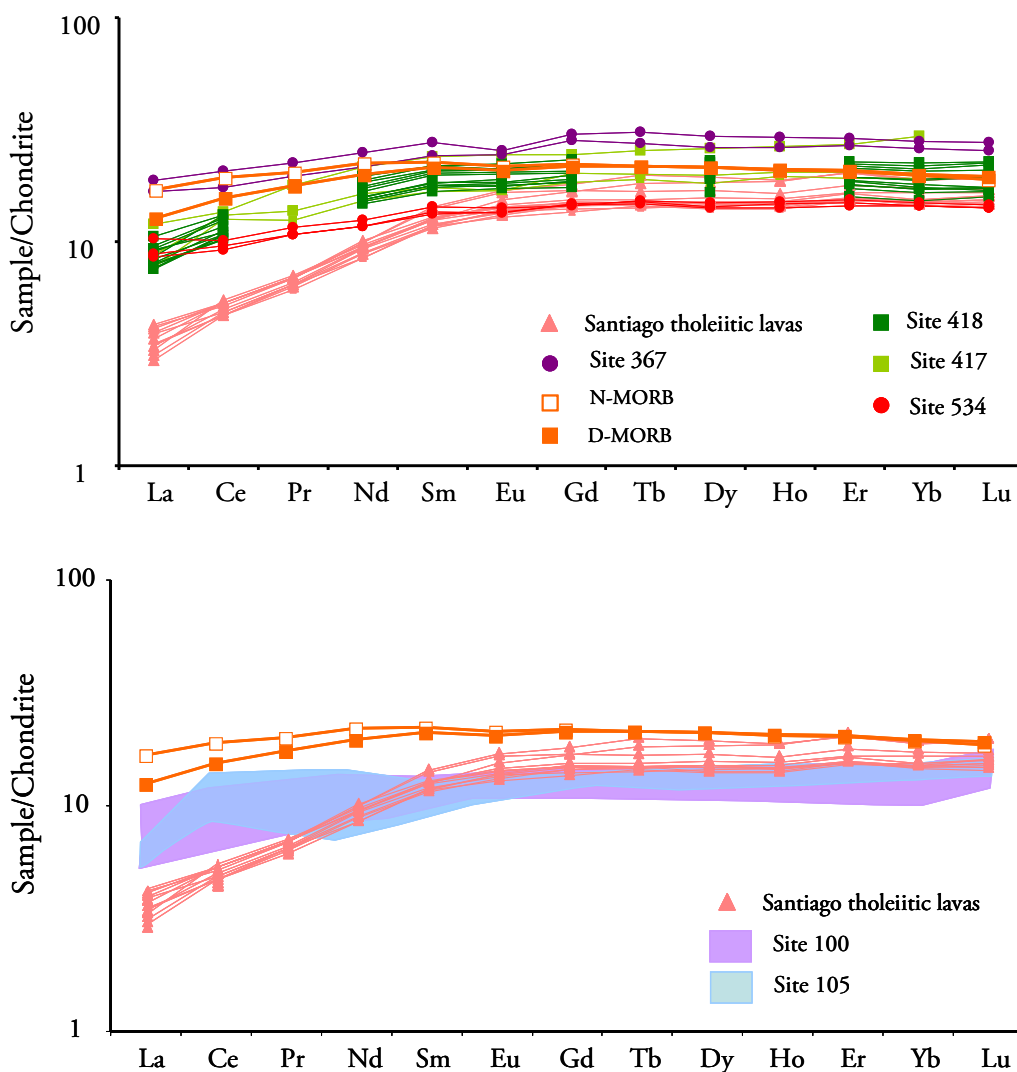 100
Sample/Chondrite
10
Santiago tholeiitic lavas
Site 418
Site 367
Site 417
N-MORB
Site 534
D-MORB
1
La Ce Pr Nd Sm Eu Gd Tb Dy Ho Er Yb Lu
100
Sample/Chondrite
10
Santiago tholeiitic lavas
Site 100
Site 105
1
La Ce Pr Nd Sm Eu Gd Tb Dy Ho Er Yb Lu